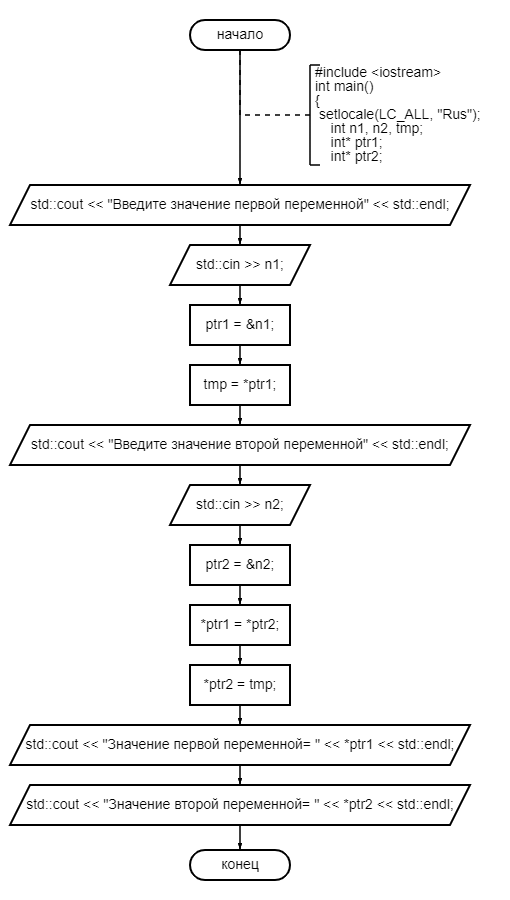 начало
#include <iostream>
int main()
{
setlocale(LC_ALL, "Rus");
int n1, n2, tmp;
int* ptr1;
int* ptr2;
std::cout << "Введите значение первой переменной" << std::endl;
std::cin >> n1;
ptr1 = &n1;
tmp = *ptr1;
std::cout << "Введите значение второй переменной" << std::endl;
std::cin >> n2;
ptr2 = &n2;
*ptr1 = *ptr2;
*ptr2 = tmp;
std::cout << "Значение первой переменной= " << *ptr1 << std::endl;
std::cout << "Значение второй переменной= " << *ptr2 << std::endl;
конец